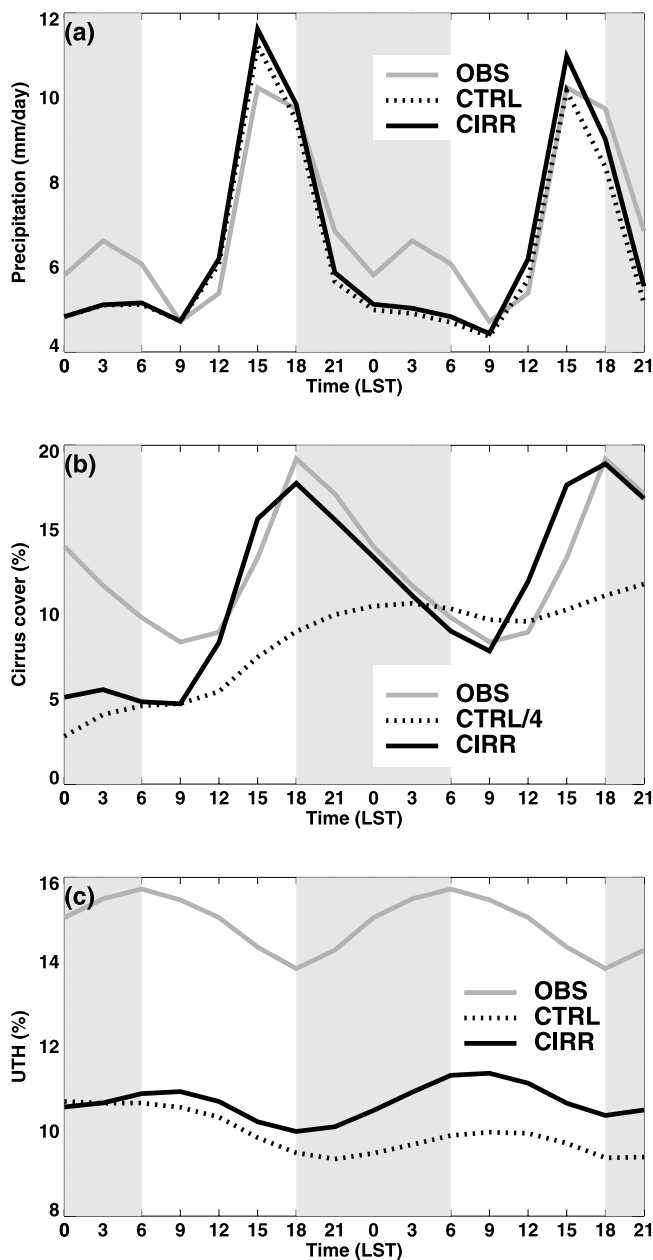 (a)
12
10
8
6
4
Precipitation (mm/day)
OBS
CTRL
CIRR
0 3 6 9 12 15 18 21 0 3 6 9 12 15 18 21
Time (LST)
(b)
20
15
10
5
0
Cirrus cover (%)
OBS
CTRL/4
CIRR
0 3 6 9 12 15 18 21 0 3 6 9 12 15 18 21
Time (LST)
(c)
16
14
12
10
8
UTH (%)
OBS
CTRL
CIRR
0 3 6 9 12 15 18 21 0 3 6 9 12 15 18 21
Time (LST)